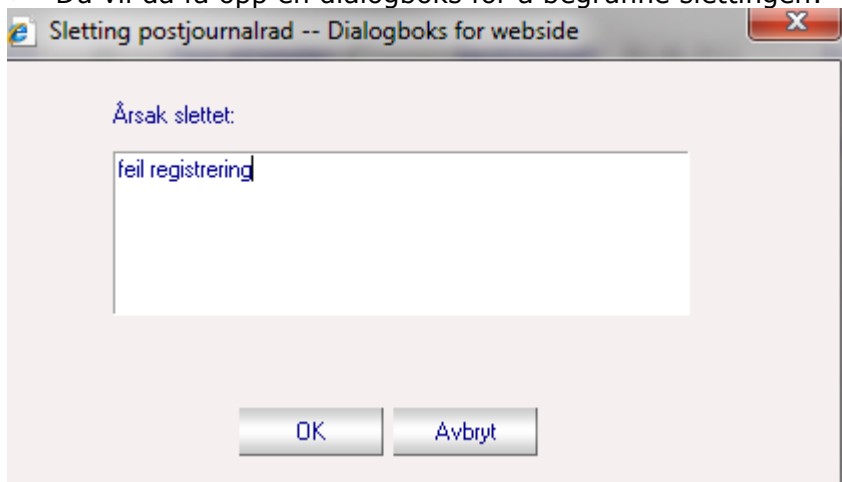 Du vil da få opp en dialogboks for å begrunne slettingen.
Sletting postjournalrad -- Dialogboks for webside
Årsak slettet:
feil registrering
OK
Avbryt